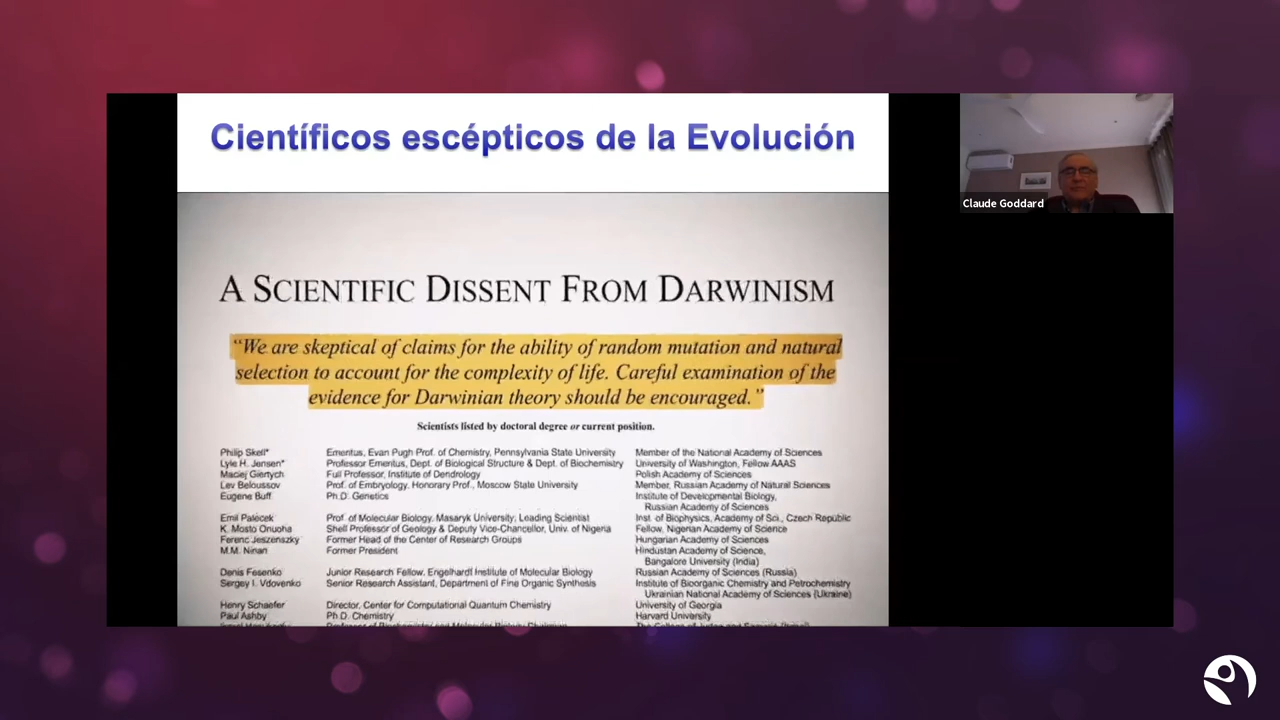 Científicos escépticos de la Evolución
Claude Goddard
A SCIENTIFIC DISSENT FROM DARWINISM
“We are skeptical of claims for the ability of random mutation and natural
selection to account for the complexity of life. Careful examination of the
evidence for Darwinian theory should be encouraged.”
Scientists listed by doctoral degree or current position.
Philip Skell* Emeritus, Evan Pugh Prof. of Chemistry, Pennsylvania State University Member of the National Academy of Sciences
Lyle H. Jensen* Professor Emeritus, Dept. of Biological Structure & Dept. of Biochemistry University of Washington, Fellow AAAS
Maciej Giertych Full Professor, Institute of Dendrology Polish Academy of Sciences
Lev Beloussov Prof. of Embryology, Honorary Prof., Moscow State University Member, Russian Academy of Natural Sciences
Eugene Buff Ph.D. Genetics Institute of Developmental Biology,
Russian Academy of Sciences
Emil Palecek Prof. of Molecular Biology, Masaryk University; Leading Scientist Inst. of Biophysics, Academy of Sci., Czech Republic
K. Mosto Onuoha Shell Professor of Geology & Deputy Vice-Chancellor, Univ. of Nigeria Fellow, Nigerian Academy of Science
Ferenc Jeszenszky Former Head of the Center of Research Groups Hungarian Academy of Sciences
M.M. Ninan Former President Hindustan Academy of Science,
Bangalore University (India)
Denis Fesenko Junior Research Fellow, Engelhardt Institute of Molecular Biology Russian Academy of Sciences (Russia)
Sergey I. Vdovenko Senior Research Assistant, Department of Fine Organic Synthesis Institute of Bioorganic Chemistry and Petrochemistry
Ukrainian National Academy of Sciences (Ukraine)
Henry Schaefer Director, Center for Computational Quantum Chemistry University of Georgia
Paul Ashby Ph.D. Chemistry Harvard University